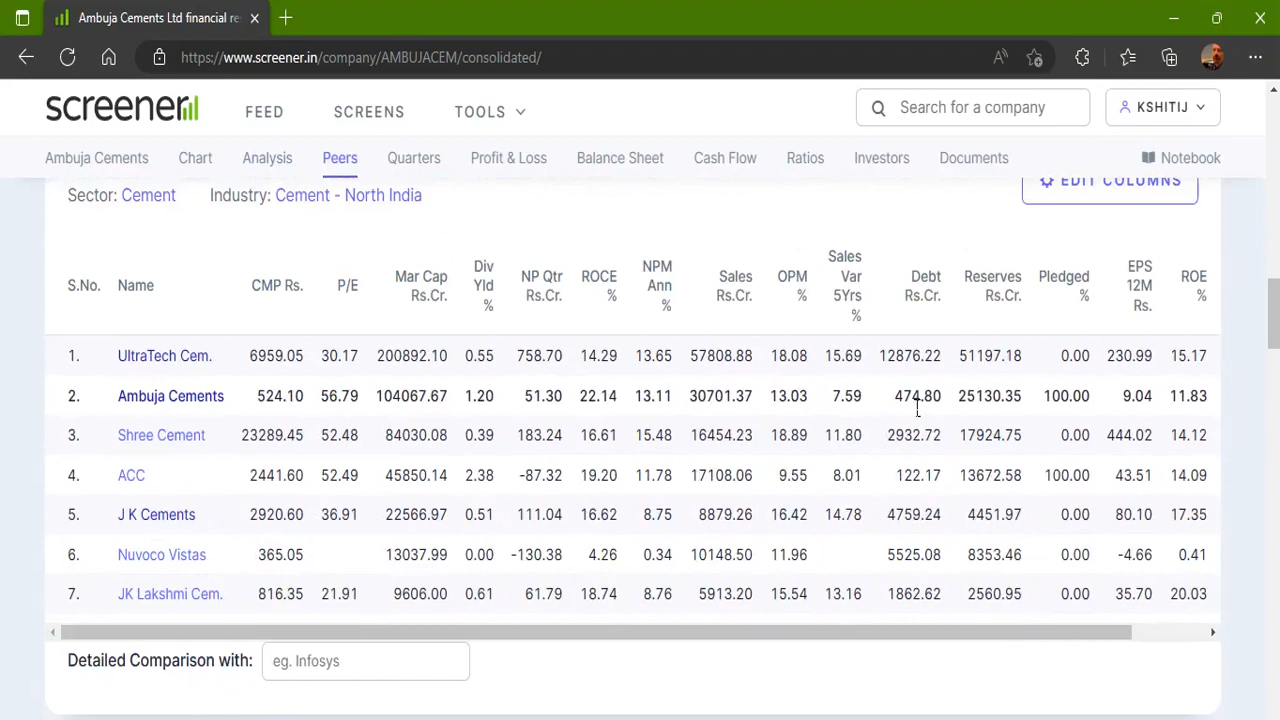 Ambuja Cements Ltd financial re
https://www.screener.in/company/AMBUJACEM/consolidated/
screener FEED SCREENS TOOLS Search for a company KSHITIJ
Ambuja Cements Chart Analysis Peers Quarters Profit & Loss Balance Sheet Cash Flow Ratios Investors Documents Notebook
Sector: Cement Industry: Cement - North India EDIT COLUMNS
S.No. Name CMP Rs. P/E Mar Cap Rs.Cr. Div Yld % NP Qtr Rs.Cr. ROCE % NPM Ann % Sales Rs.Cr. OPM % Sales Var 5Yrs % Debt Rs.Cr. Reserves Rs.Cr. Pledged % EPS 12M Rs. ROE %
1. UltraTech Cem. 6959.05 30.17 200892.10 0.55 758.70 14.29 13.65 57808.88 18.08 15.69 12876.22 51197.18 0.00 230.99 15.17
2. Ambuja Cements 524.10 56.79 104067.67 1.20 51.30 22.14 13.11 30701.37 13.03 7.59 474.80 25130.35 100.00 9.04 11.83
3. Shree Cement 23289.45 52.48 84030.08 0.39 183.24 16.61 15.48 16454.23 18.89 11.80 2932.72 17924.75 0.00 444.02 14.12
4. ACC 2441.60 52.49 45850.14 2.38 -87.32 19.20 11.78 17108.06 9.55 8.01 122.17 13672.58 100.00 43.51 14.09
5. J K Cements 2920.60 36.91 22566.97 0.51 111.04 16.62 8.75 8879.26 16.42 14.78 4759.24 4451.97 0.00 80.10 17.35
6. Nuvoco Vistas 365.05 13037.99 0.00 -130.38 4.26 0.34 10148.50 11.96 5525.08 8353.46 0.00 -4.66 0.41
7. JK Lakshmi Cem. 816.35 21.91 9606.00 0.61 61.79 18.74 8.76 5913.20 15.54 13.16 1862.62 2560.95 0.00 35.70 20.03
Detailed Comparison with: eg. Infosys